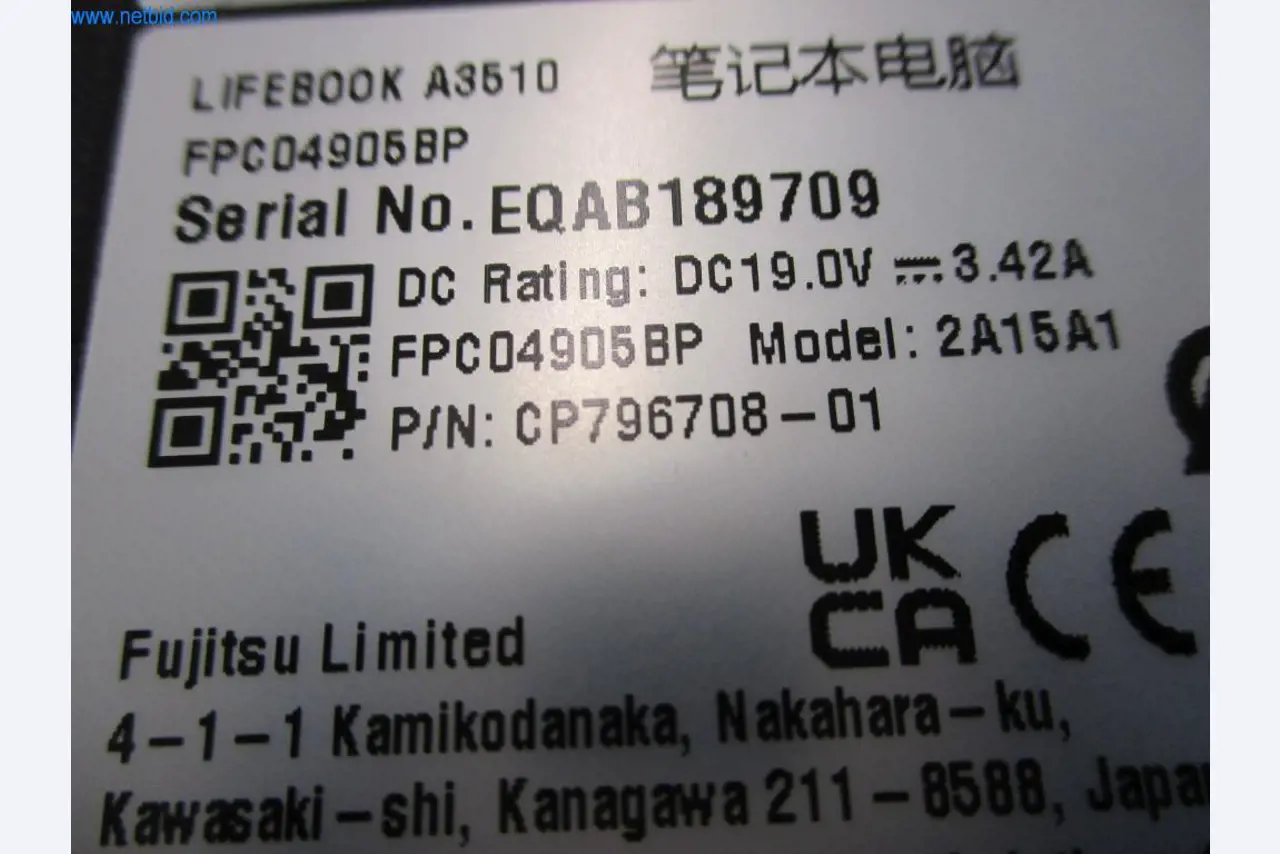 www.netbid.com
LIFEBOOK A3510 笔记本电脑
FPC04905BP
Serial No. EQAB189709
DC Rating: DC19.0V ⎓ 3.42A
FPC04905BP Model: 2A15A1
P/N: CP796708-01
UK
CA CE
Fujitsu Limited
4-1-1 Kamikodanaka, Nakahara-ku,
Kawasaki-shi, Kanagawa 211-8588, Japan